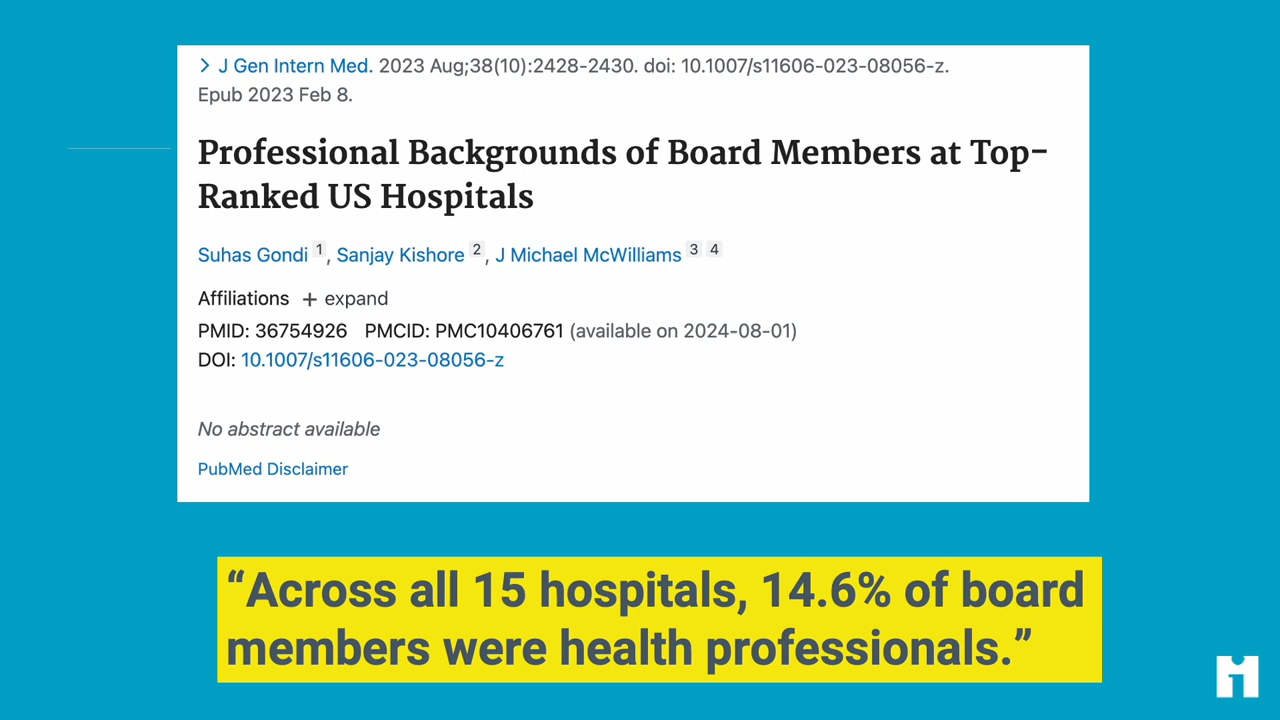 > J Gen Intern Med. 2023 Aug;38(10):2428-2430. doi: 10.1007/s11606-023-08056-z.
Epub 2023 Feb 8.
Professional Backgrounds of Board Members at Top-
Ranked US Hospitals
Suhas Gondi 1 , Sanjay Kishore 2 , J Michael McWilliams 3 4
Affiliations + expand
PMID: 36754926 PMCID: PMC10406761 (available on 2024-08-01)
DOI: 10.1007/s11606-023-08056-z
No abstract available
PubMed Disclaimer
“Across all 15 hospitals, 14.6% of board
members were health professionals.”